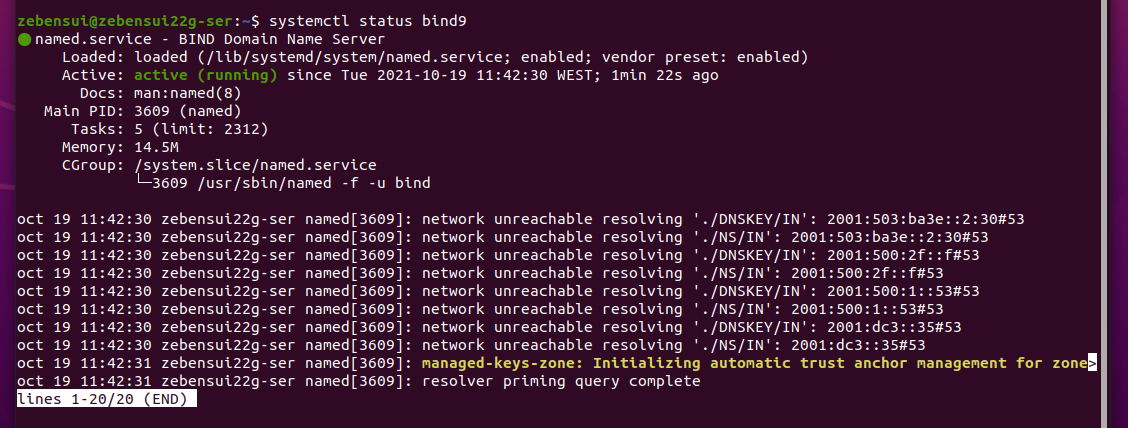 zebensui@zebensui22g-ser:~$ systemctl status bind9
● named.service - BIND Domain Name Server
     Loaded: loaded (/lib/systemd/system/named.service; enabled; vendor preset: enabled)
     Active: active (running) since Tue 2021-10-19 11:42:30 WEST; 1min 22s ago
       Docs: man:named(8)
   Main PID: 3609 (named)
      Tasks: 5 (limit: 2312)
     Memory: 14.5M
     CGroup: /system.slice/named.service
             └─3609 /usr/sbin/named -f -u bind
oct 19 11:42:30 zebensui22g-ser named[3609]: network unreachable resolving './DNSKEY/IN': 2001:503:ba3e::2:30#53
oct 19 11:42:30 zebensui22g-ser named[3609]: network unreachable resolving './NS/IN': 2001:503:ba3e::2:30#53
oct 19 11:42:30 zebensui22g-ser named[3609]: network unreachable resolving './DNSKEY/IN': 2001:500:2f::f#53
oct 19 11:42:30 zebensui22g-ser named[3609]: network unreachable resolving './NS/IN': 2001:500:2f::f#53
oct 19 11:42:30 zebensui22g-ser named[3609]: network unreachable resolving './DNSKEY/IN': 2001:500:1::53#53
oct 19 11:42:30 zebensui22g-ser named[3609]: network unreachable resolving './NS/IN': 2001:500:1::53#53
oct 19 11:42:30 zebensui22g-ser named[3609]: network unreachable resolving './DNSKEY/IN': 2001:dc3::35#53
oct 19 11:42:30 zebensui22g-ser named[3609]: network unreachable resolving './NS/IN': 2001:dc3::35#53
oct 19 11:42:31 zebensui22g-ser named[3609]: managed-keys-zone: Initializing automatic trust anchor management for zone>
oct 19 11:42:31 zebensui22g-ser named[3609]: resolver priming query complete
lines 1-20/20 (END)